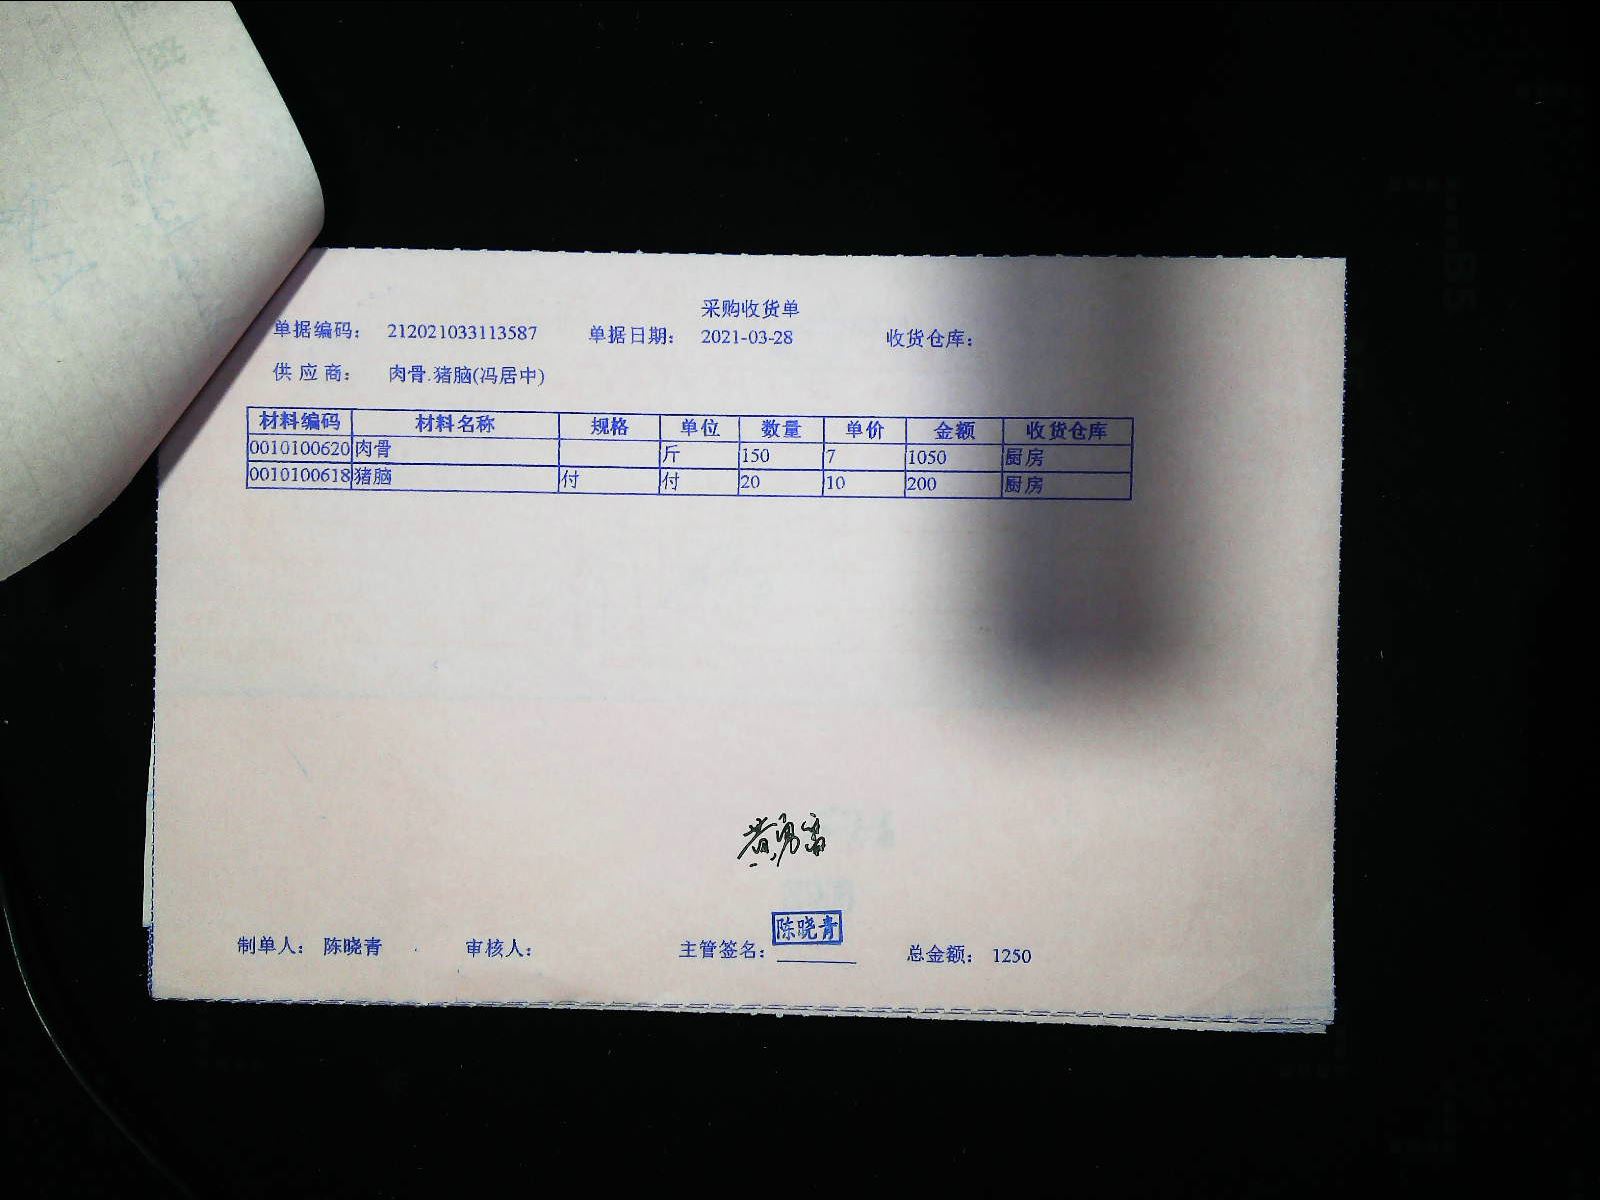 采购收货单
单据编码： 212021033113587 单据日期： 2021-03-28 收货仓库：
供应商： 肉骨.猪脑(冯居中)
材料编码 材料名称 规格 单位 数量 单价 金额 收货仓库
0010100620 肉骨 斤 150 7 1050 厨房
0010100618 猪脑 付 付 20 10 200 厨房
陈晓青
制单人： 陈晓青 审核人： 主管签名： 总金额： 1250